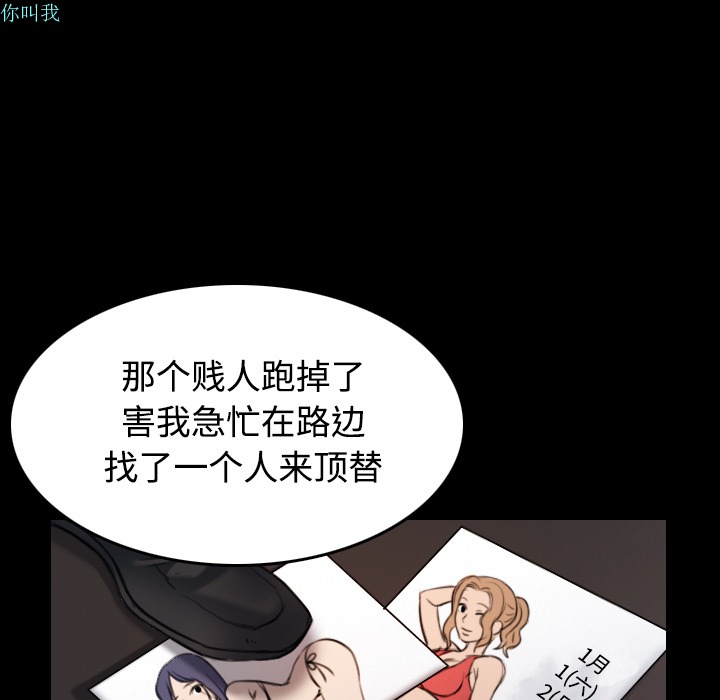 你叫我
那个贱人跑掉了
害我急忙在路边
找了一个人来顶替
1月
1(六)